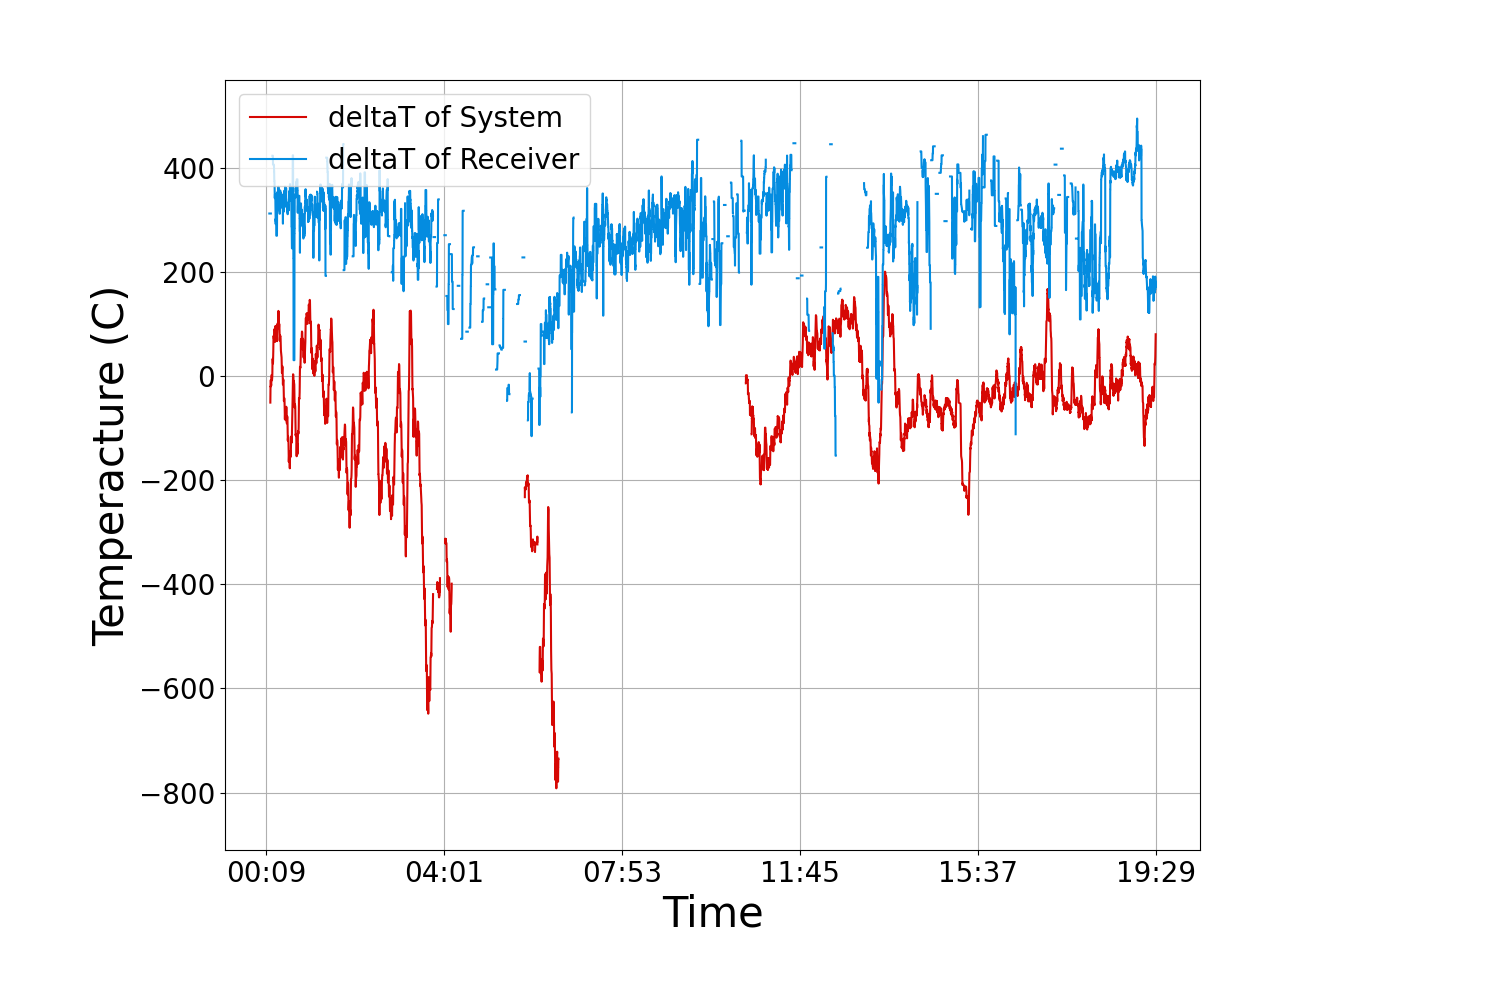 deltaT of System
deltaT of Receiver
Temperacture (C)
400
200
0
−200
−400
−600
−800
00:09 04:01 07:53 11:45 15:37 19:29
Time